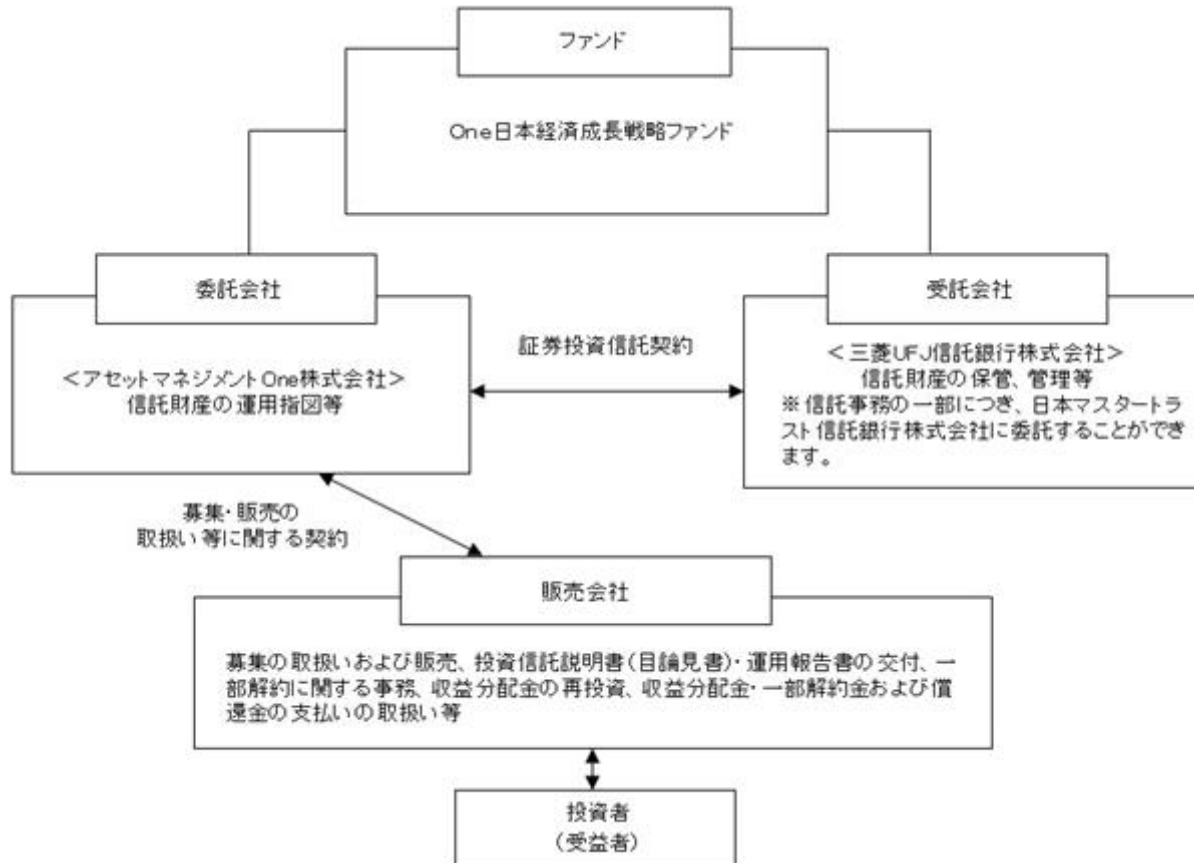 ファンド
One日本経済成長戦略ファンド
委託会社
<アセットマネジメントOne株式会社>
信託財産の運用指図等
証券投資信託契約
受託会社
<三菱UFJ信託銀行株式会社>
信託財産の保管、管理等
※信託事務の一部につき、日本マスタートラ
スト信託銀行株式会社に委託することができ
ます。
募集・販売の
取扱い等に関する契約
販売会社
募集の取扱いおよび販売、投資信託説明書(目論見書)・運用報告書の交付、一
部解約に関する事務、収益分配金の再投資、収益分配金・一部解約金および償
還金の支払いの取扱い等
投資者
(受益者)